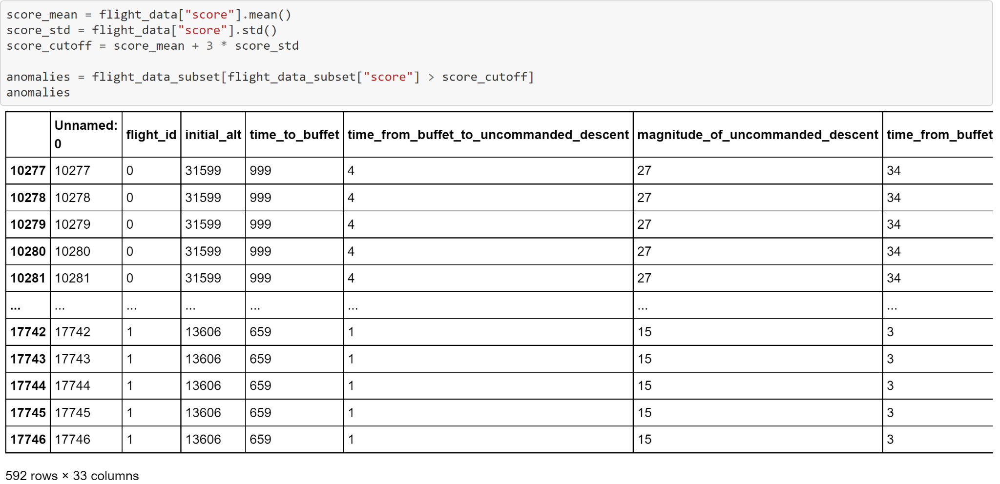 score_mean = flight_data["score"].mean()
score_std = flight_data["score"].std()
score_cutoff = score_mean + 3 * score_std
anomalies = flight_data_subset[flight_data_subset["score"] > score_cutoff]
anomalies
Unnamed: 0 flight_id initial_alt time_to_buffet time_from_buffet_to_uncommanded_descent magnitude_of_uncommanded_descent time_from_buffet_
10277 10277 0 31599 999 4 27 34
10278 10278 0 31599 999 4 27 34
10279 10279 0 31599 999 4 27 34
10280 10280 0 31599 999 4 27 34
10281 10281 0 31599 999 4 27 34
... ... ... ... ... ... ... ...
17742 17742 1 13606 659 1 15 3
17743 17743 1 13606 659 1 15 3
17744 17744 1 13606 659 1 15 3
17745 17745 1 13606 659 1 15 3
17746 17746 1 13606 659 1 15 3
592 rows × 33 columns